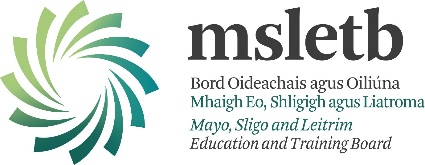 msletb
Bord Oideachais agus Oiliúna
Mhaigh Eo, Shligigh agus Liatroma
Mayo, Sligo and Leitrim
Education and Training Board